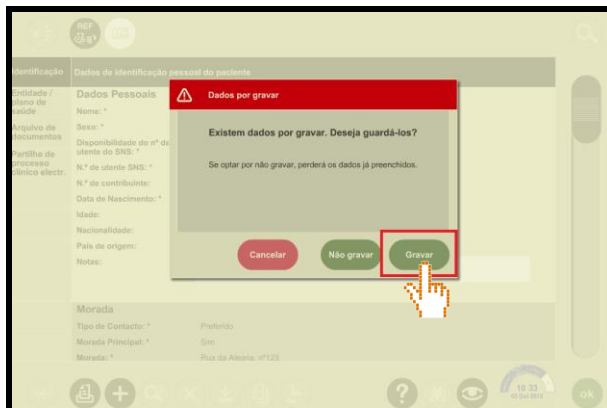 REF
Identificação
Dados de identificação pessoal do paciente
Entidade /
plano de
saúde
Arquivo de
documentos
Partilha de
processo
clínico electr.
Dados Pessoais
Nome: *
Sexo: *
Disponibilidade do nº de
utente do SNS: *
N.º de utente SNS: *
N.º de contribuinte:
Data de Nascimento: *
Idade:
Nacionalidade:
País de origem:
Notas:
Dados por gravar
Existem dados por gravar. Deseja guardá-los?
Se optar por não gravar, perderá os dados já preenchidos.
Cancelar
Não gravar
Gravar
Morada
Tipo de Contacto: *
Preferido
Morada Principal: *
Sim
Morada: *
Rua da Alegria, nº123
10 33
ok